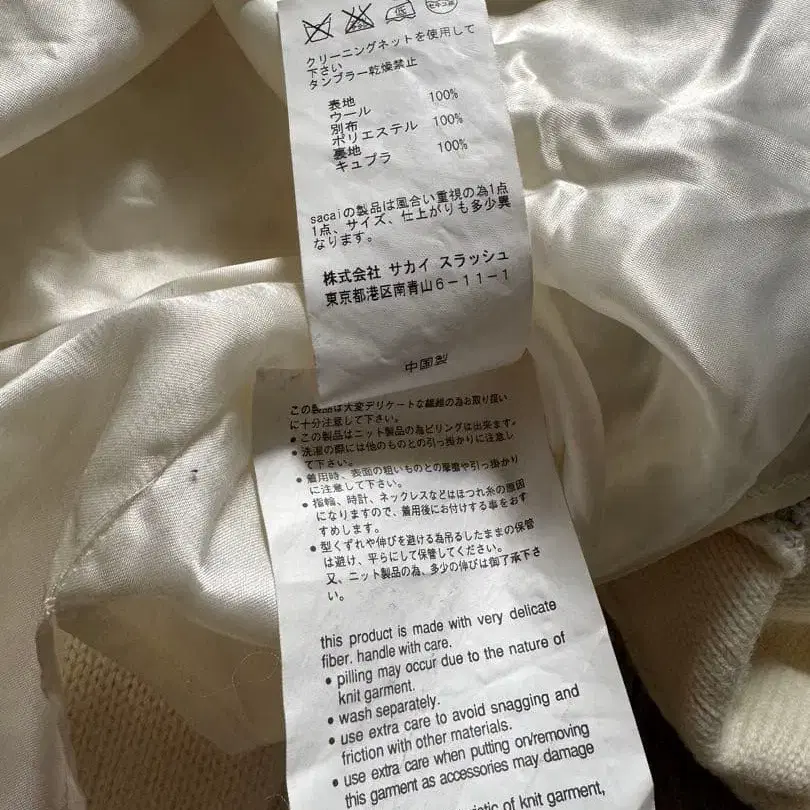 低
セキユ系
クリーニングネットを使用して
下さい
タンブラー乾燥禁止
表地
ウール 100%
別布
ポリエステル 100%
裏地
キュプラ 100%
sacaiの製品は風合い重視の為1点
1点、サイズ、仕上がりも多少異
なります。
株式会社 サカイ スラッシュ
東京都港区南青山6-11-1
中国製
この製品は大変デリケートな繊維の為お取り扱い
に十分注意して下さい。
● この製品はニット製品の為ピリングは出来ます。
● 洗濯の際には他のものとの引っ掛かりに注意し
て下さい。
● 着用時、表面の粗いものとの摩擦や引っ掛かり
に注意して下さい。
● 指輪、時計、ネックレスなどはほつれ糸の原因
になりますので、着用後にお付けする事をおす
すめします。
● 型くずれや伸びを避ける為吊るしたままの保管
は避け、平らにして保管してください。
又、ニット製品の為、多少の伸びは御了承下さ
い。
this product is made with very delicate
fiber. handle with care.
● pilling may occur due to the nature of
knit garment.
● wash separately.
● use extra care to avoid snagging and
friction with other materials.
● use extra care when putting on/removing
this garment as accessories may damage
of knit garment,